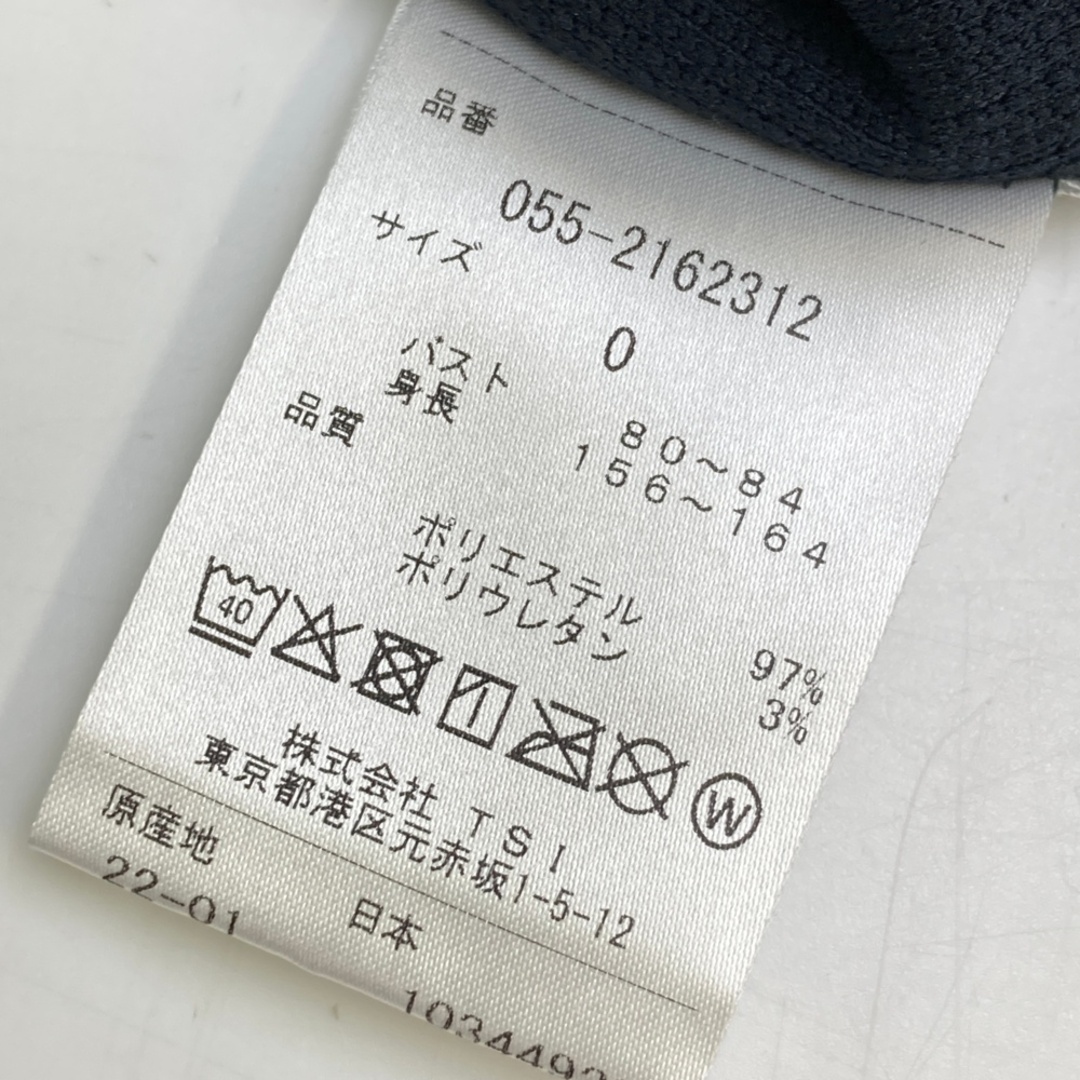 品番
055-2162312
サイズ
0
バスト 80~84
身長 156~164
品質
ポリエステル 97%
ポリウレタン 3%
40
W
株式会社 TSI
東京都港区元赤坂1-5-12
原産地 日本
22-01